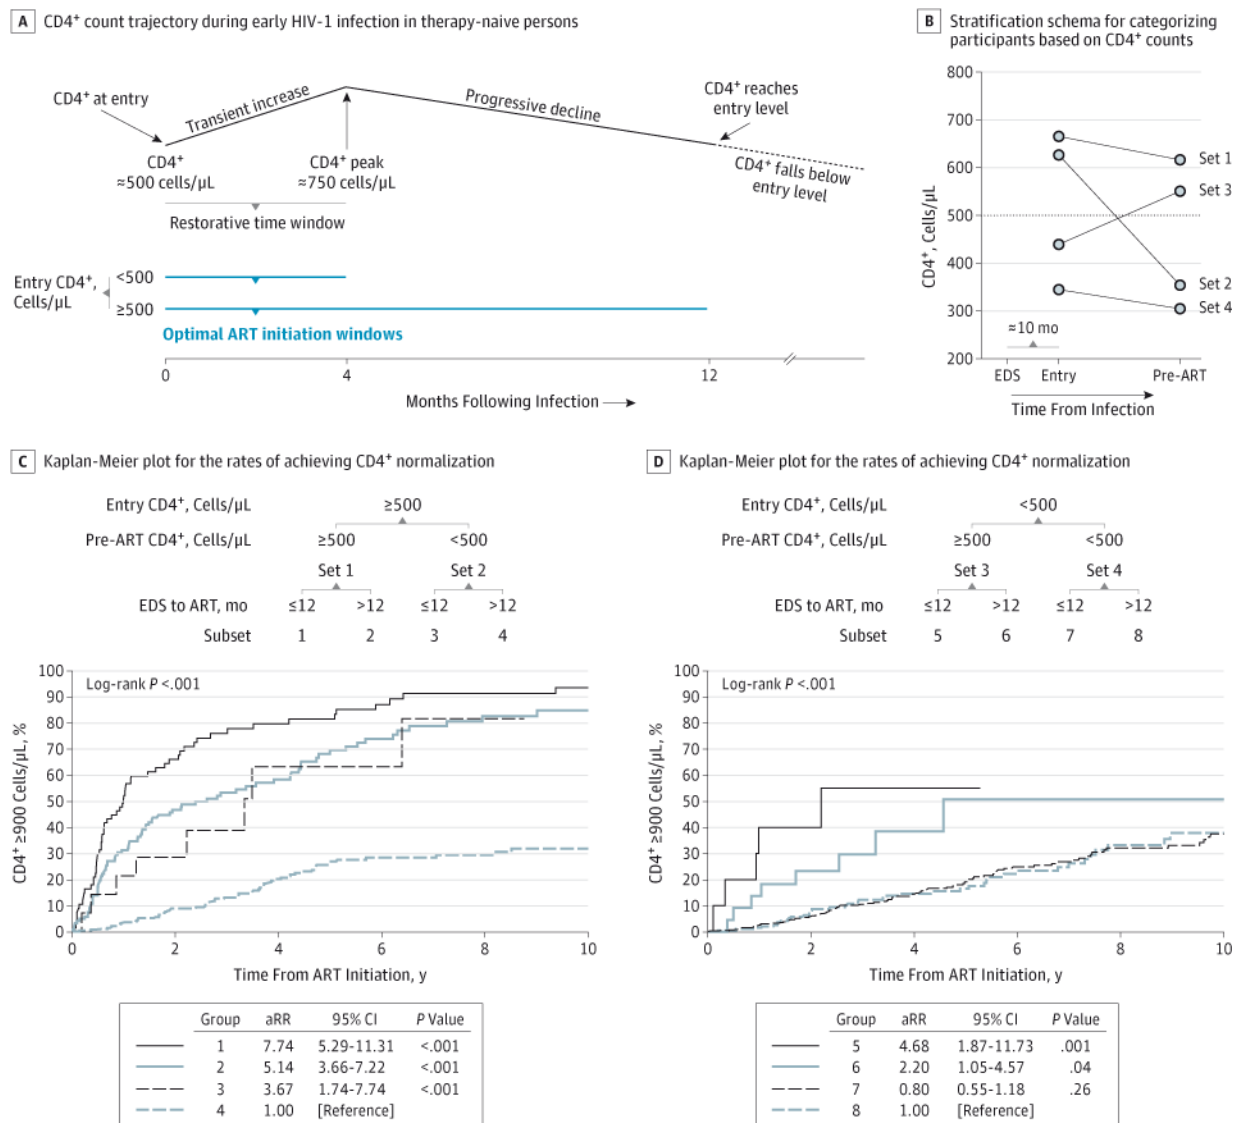 A CD4+ count trajectory during early HIV-1 infection in therapy-naive persons
CD4+ at entry
Transient increase
Progressive decline
CD4+ reaches
entry level
CD4+
≈500 cells/μL
CD4+ peak
≈750 cells/μL
CD4+ falls below
entry level
Restorative time window
Entry CD4+,
Cells/μL
<500
≥500
Optimal ART initiation windows
0 4 12
Months Following Infection
B Stratification schema for categorizing
participants based on CD4+ counts
CD4+, Cells/μL
800
700
600
500
400
300
200
Set 1
Set 3
Set 2
Set 4
≈10 mo
EDS Entry Pre-ART
Time From Infection
C Kaplan-Meier plot for the rates of achieving CD4+ normalization
Entry CD4+, Cells/μL ≥500
Pre-ART CD4+, Cells/μL ≥500 <500
Set 1 Set 2
EDS to ART, mo ≤12 >12 ≤12 >12
Subset 1 2 3 4
CD4+ ≥900 Cells/μL, %
100
90
80
70
60
50
40
30
20
10
0
Log-rank P <.001
0 2 4 6 8 10
Time From ART Initiation, y
Group aRR 95% CI P Value
1 7.74 5.29-11.31 <.001
2 5.14 3.66-7.22 <.001
3 3.67 1.74-7.74 <.001
4 1.00 [Reference]
D Kaplan-Meier plot for the rates of achieving CD4+ normalization
Entry CD4+, Cells/μL <500
Pre-ART CD4+, Cells/μL ≥500 <500
Set 3 Set 4
EDS to ART, mo ≤12 >12 ≤12 >12
Subset 5 6 7 8
CD4+ ≥900 Cells/μL, %
100
90
80
70
60
50
40
30
20
10
0
Log-rank P <.001
0 2 4 6 8 10
Time From ART Initiation, y
Group aRR 95% CI P Value
5 4.68 1.87-11.73 .001
6 2.20 1.05-4.57 .04
7 0.80 0.55-1.18 .26
8 1.00 [Reference]